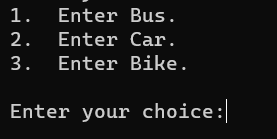 1.  Enter Bus.
2.  Enter Car.
3.  Enter Bike.
Enter your choice: